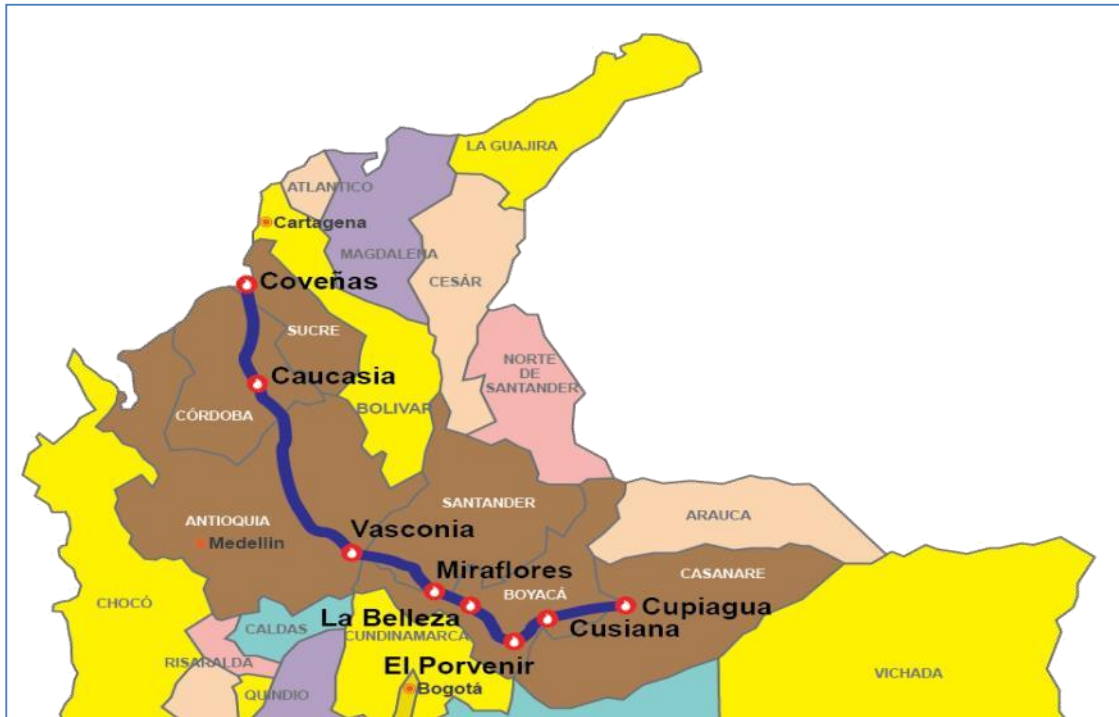 LA GUAJIRA
ATLANTICO
Cartagena
MAGDALENA
CESÁR
Coveñas
SUCRE
NORTE
DE
SANTANDER
Caucasia
BOLIVAR
CÓRDOBA
SANTANDER
ANTIOQUIA
ARAUCA
Vasconia
Medellin
Miraflores
CASANARE
BOYACÁ
CHOCÓ
La Belleza
Cupiagua
Cusiana
CALDAS
CUNDINAMARCA
RISARALDA
El Porvenir
VICHADA
QUINDIO
Bogotá